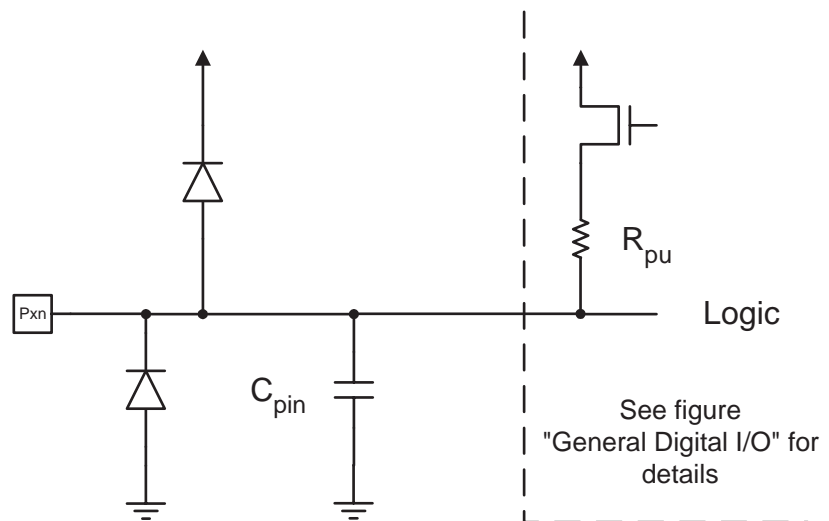 R
pu
Pxn
Logic
C
pin
See figure
"General Digital I/O" for
details